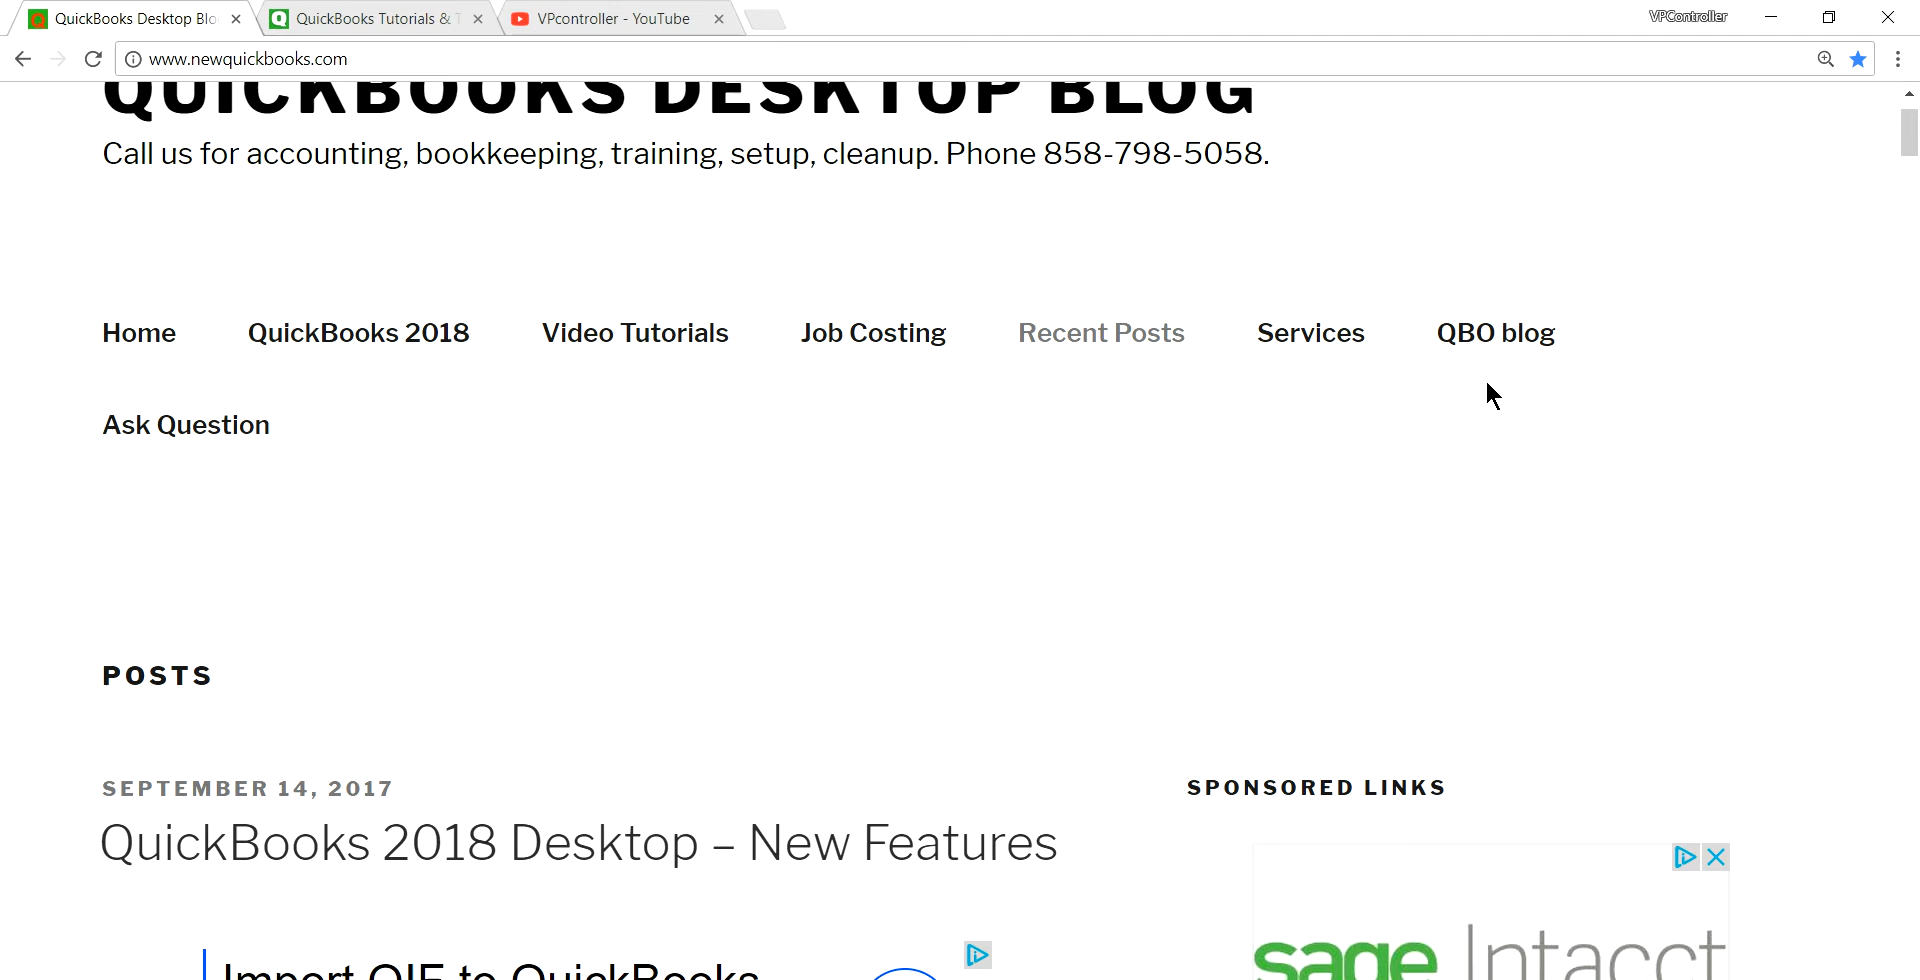 QuickBooks Desktop Blo
QuickBooks Tutorials & T
VPcontroller - YouTube
VPController
www.newquickbooks.com
QUICKBOOKS DESKTOP BLOG
Call us for accounting, bookkeeping, training, setup, cleanup. Phone 858-798-5058.
Home QuickBooks 2018 Video Tutorials Job Costing Recent Posts Services QBO blog
Ask Question
POSTS
SEPTEMBER 14, 2017
SPONSORED LINKS
QuickBooks 2018 Desktop – New Features
Import QIF to QuickBooks
sage Intacct